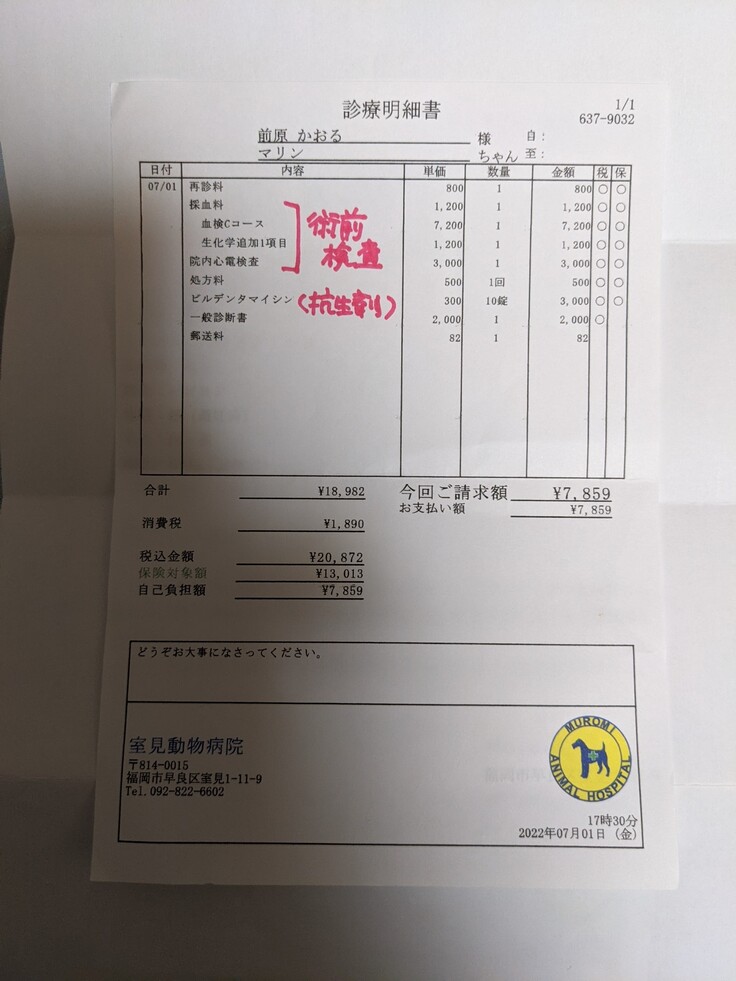 診療明細書
1/1
637-9032
前原 かおる 様 自:
マリン ちゃん 至:
日付 内容 単価 数量 金額 税 保
07/01 再診料 800 1 800 ○ ○
採血料 1,200 1 1,200 ○ ○
血検Cコース 7,200 1 7,200 ○ ○
生化学追加1項目 1,200 1 1,200 ○ ○
院内心電検査 3,000 1 3,000 ○ ○
術前
検査
処方料 500 1回 500 ○ ○
ビルデンタマイシン (抗生剤) 300 10錠 3,000 ○ ○
一般診断書 2,000 1 2,000 ○
郵送料 82 1 82
合計 ¥18,982
消費税 ¥1,890
税込金額 ¥20,872
保険対象額 ¥13,013
自己負担額 ¥7,859
今回ご請求額 ¥7,859
お支払い額 ¥7,859
どうぞお大事になさってください。
室見動物病院
〒814-0015
福岡市早良区室見1-11-9
Tel.092-822-6602
MUROMI
ANIMAL HOSPITAL
17時30分
2022年07月01日 (金)